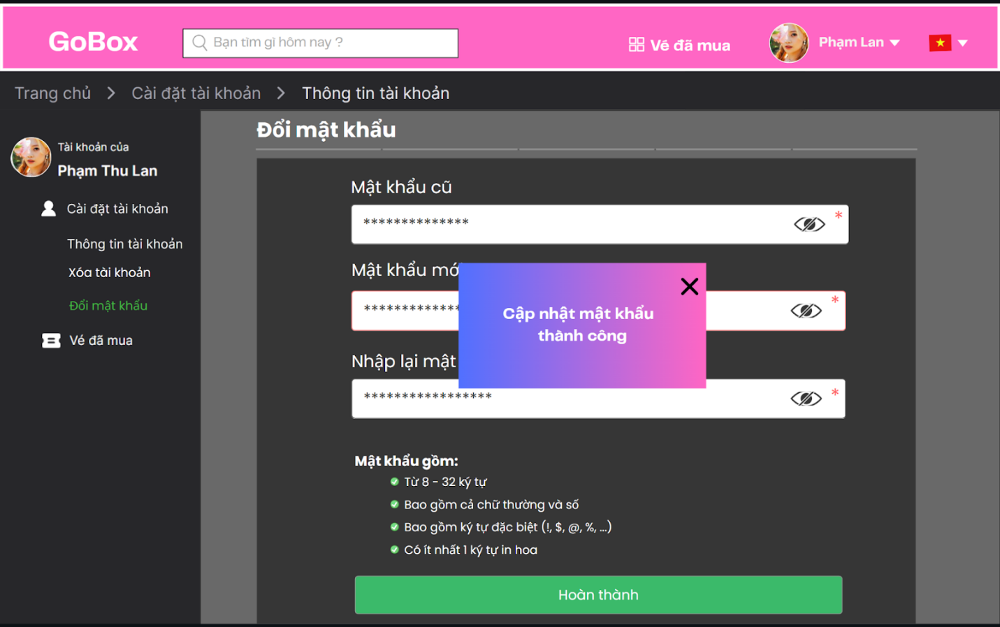 GoBox
Bạn tìm gì hôm nay ?
Vé đã mua
Phạm Lan
Trang chủ > Cài đặt tài khoản > Thông tin tài khoản
Tài khoản của
Phạm Thu Lan
Cài đặt tài khoản
Thông tin tài khoản
Xóa tài khoản
Đổi mật khẩu
Vé đã mua
Đổi mật khẩu
Mật khẩu cũ
************** *
Mật khẩu mới
************* *
Cập nhật mật khẩu
thành công
Nhập lại mật
***************** *
Mật khẩu gồm:
Từ 8 - 32 ký tự
Bao gồm cả chữ thường và số
Bao gồm ký tự đặc biệt (!, $, @, %, ...)
Có ít nhất 1 ký tự in hoa
Hoàn thành